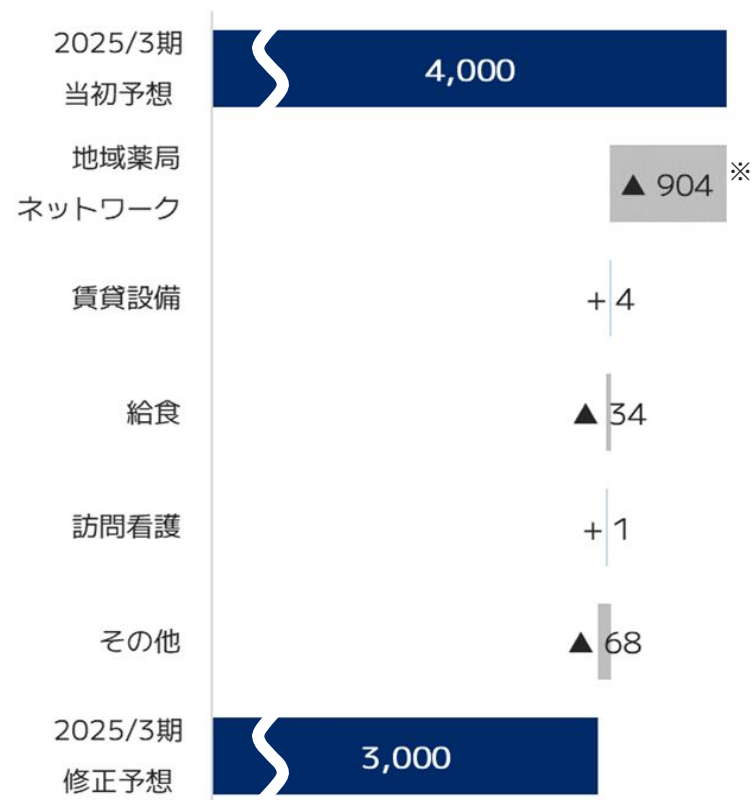 2025/3期
当初予想
4,000
地域薬局
ネットワーク
▲ 904 ※
賃貸設備
+ 4
給食
▲ 34
訪問看護
+ 1
その他
▲ 68
2025/3期
修正予想
3,000